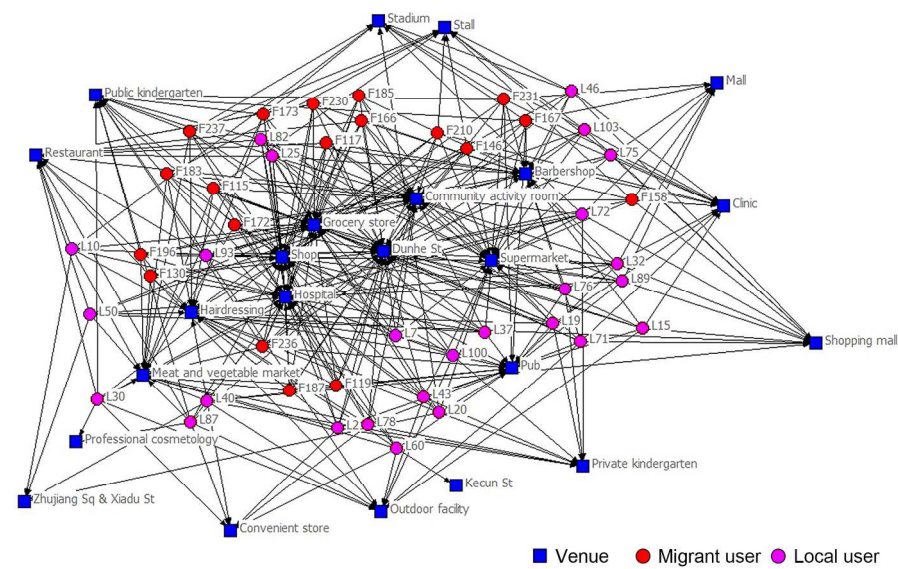 Stadium
Stall
Mall
Public kindergarten
F185
F230
F231
L46
F173
F166
F167
F237
L82
F210
L103
F117
F146
L25
L75
Restaurant
F183
Barbershop
F115
Community activity room
F158
Clinic
L72
F172
Grocery store
L10
F196
L93
Shop
Dunhe St
Supermarket
L32
F130
L89
L76
Hospital
L50
Hairdressing
L19
L15
L7
L37
L71
Shopping mall
F236
L100
Pub
Meat and vegetable market
F187
F119
L30
L40
L43
L20
L87
L78
Professional cosmetology
L60
Private kindergarten
Kecun St
Zhujiang Sq & Xiadu St
Outdoor facility
Convenient store
Venue
Migrant user
Local user